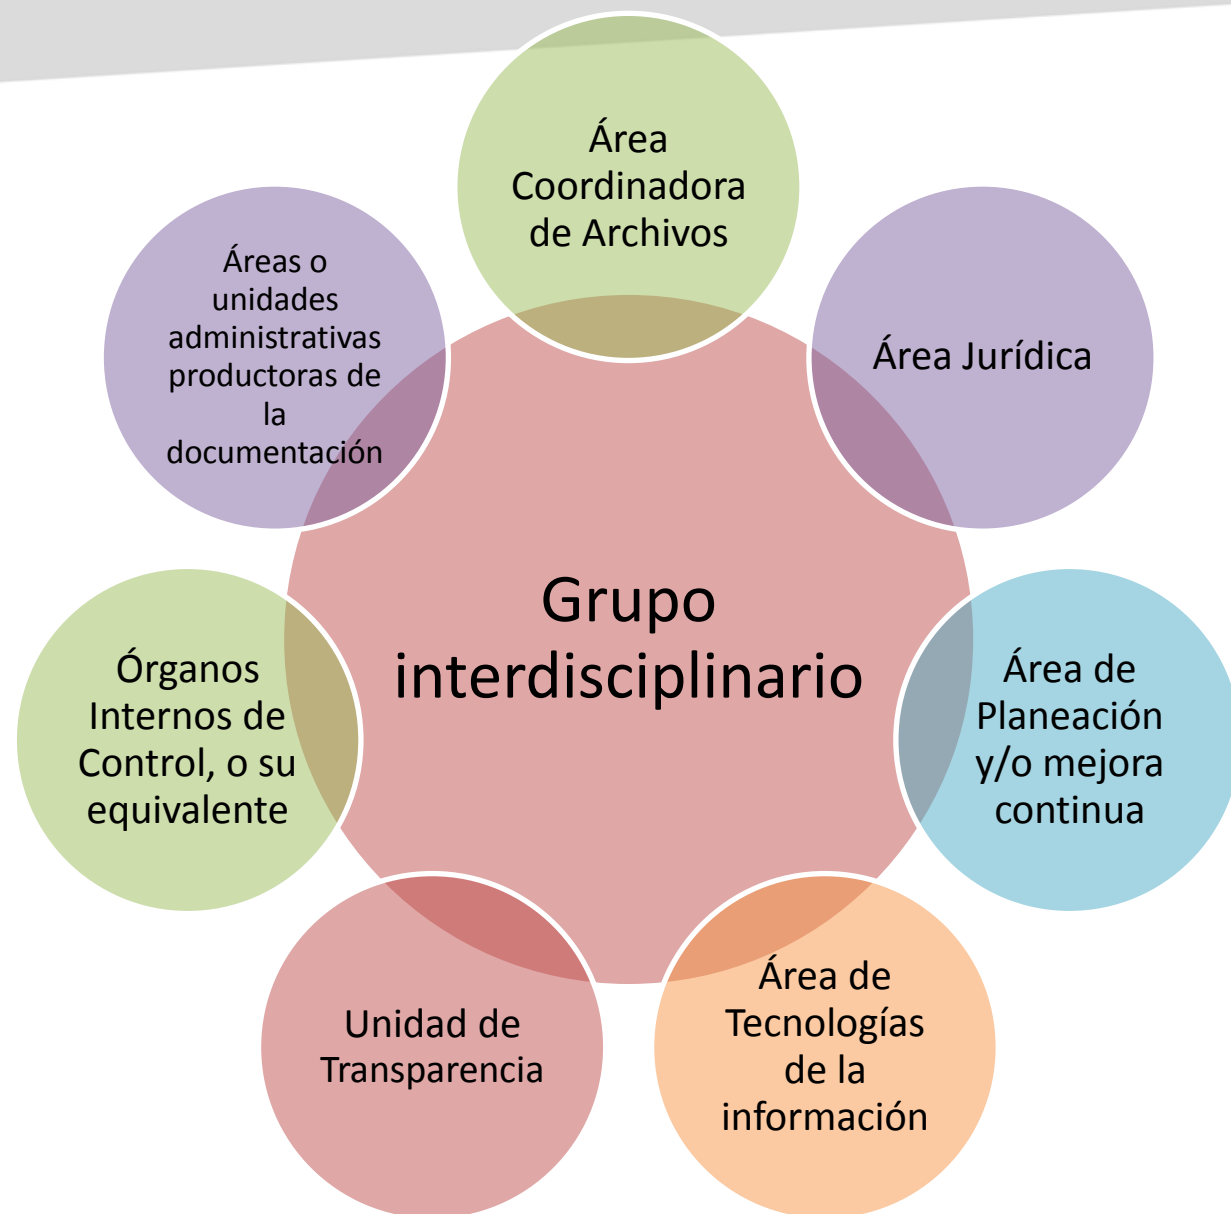 Área
Coordinadora
de Archivos
Área Jurídica
Área de
Planeación
y/o mejora
continua
Área de
Tecnologías
de la
información
Unidad de
Transparencia
Órganos
Internos de
Control, o su
equivalente
Áreas o
unidades
administrativas
productoras de
la
documentación
Grupo
interdisciplinario